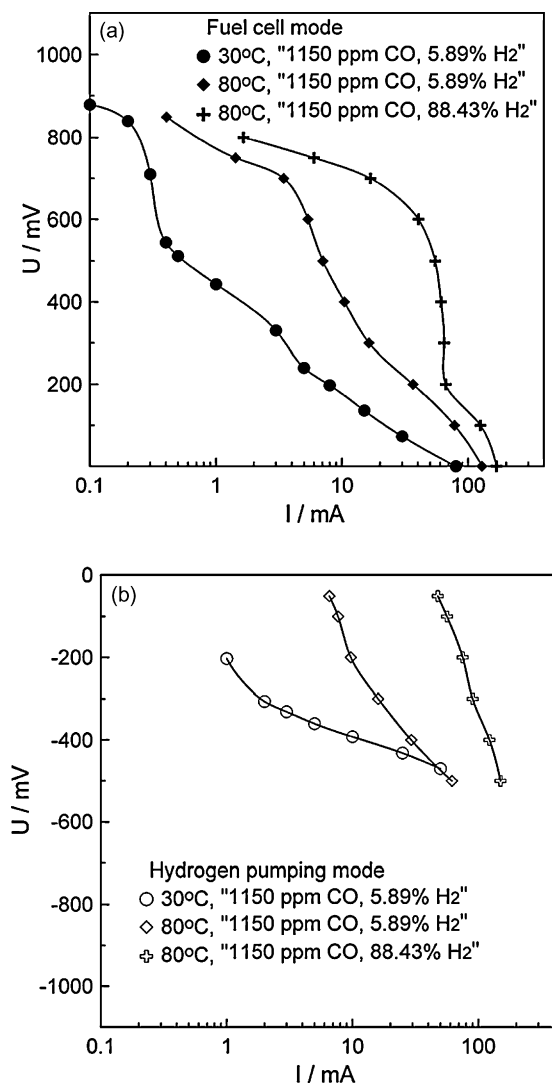 (a)
Fuel cell mode
30°C, "1150 ppm CO, 5.89% H2"
80°C, "1150 ppm CO, 5.89% H2"
80°C, "1150 ppm CO, 88.43% H2"
1000
800
600
400
200
0
U / mV
0.1 1 10 100
I / mA
(b)
0
-200
-400
-600
-800
-1000
U / mV
Hydrogen pumping mode
30°C, "1150 ppm CO, 5.89% H2"
80°C, "1150 ppm CO, 5.89% H2"
80°C, "1150 ppm CO, 88.43% H2"
0.1 1 10 100
I / mA